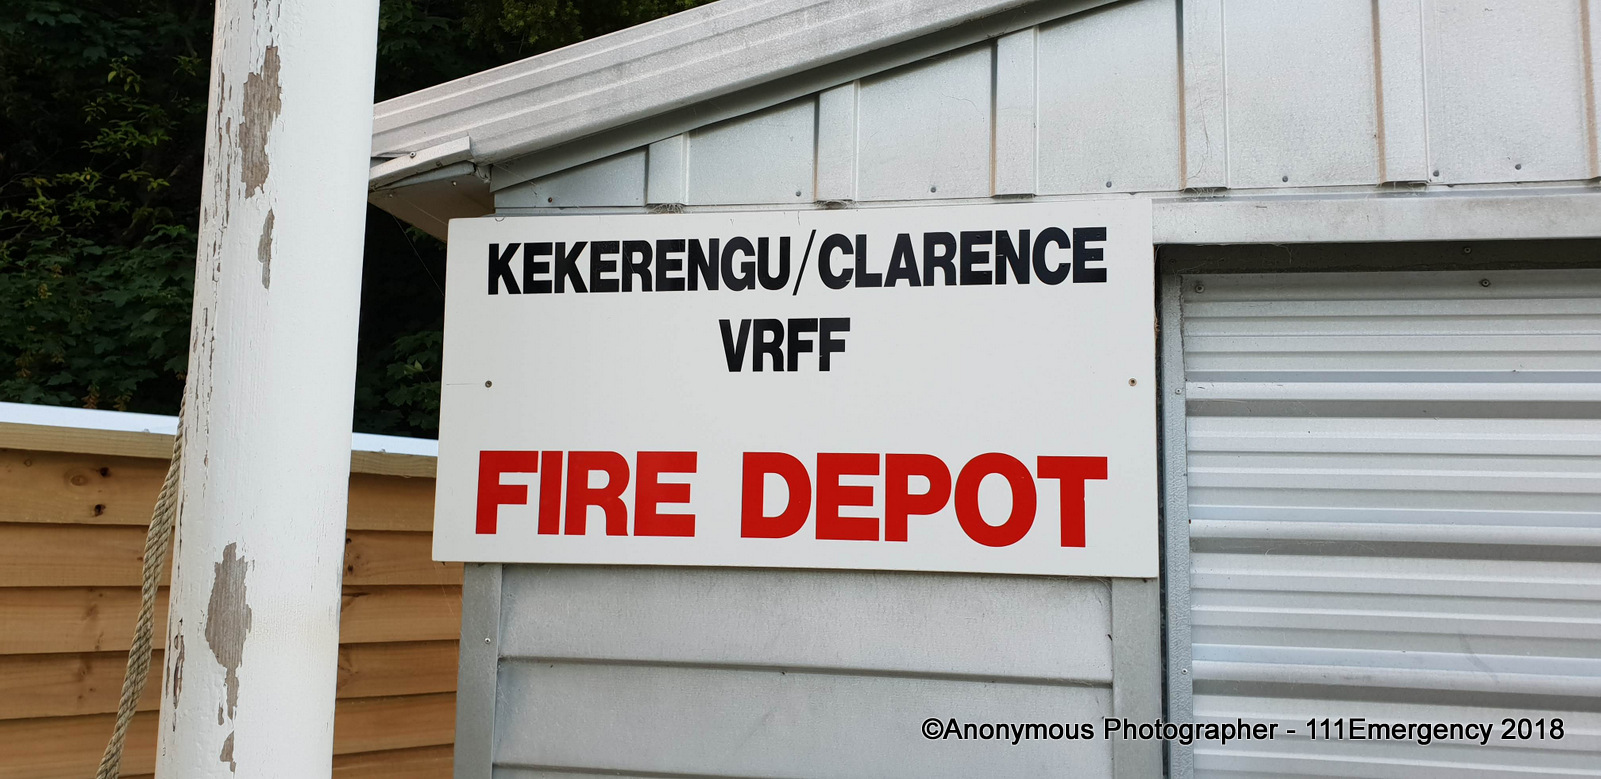 KEKERENGU/CLARENCE
VRFF
FIRE DEPOT
©Anonymous Photographer - 111Emergency 2018